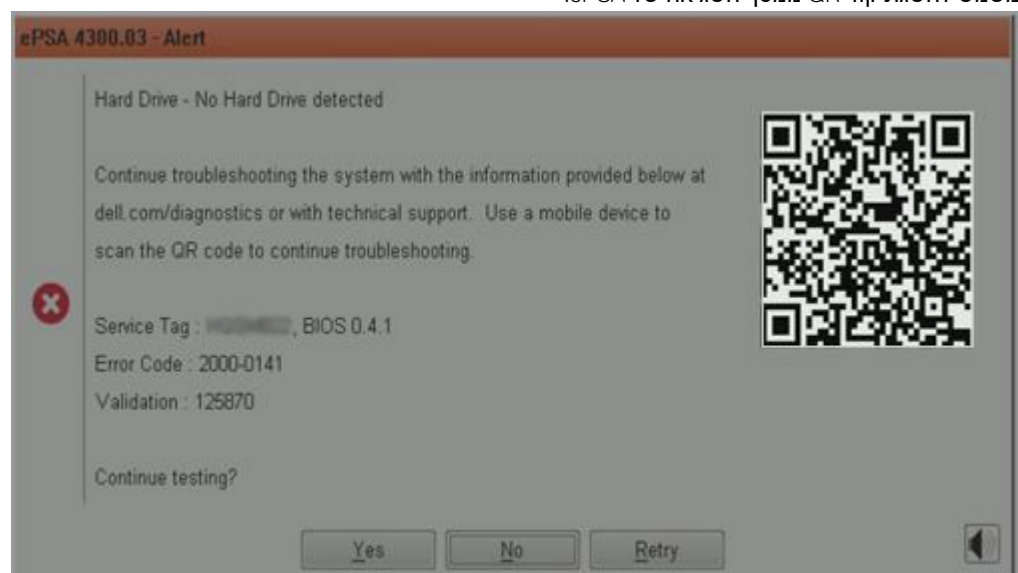 ePSA 4300.03 - Alert
Hard Drive - No Hard Drive detected
Continue troubleshooting the system with the information provided below at
dell.com/diagnostics or with technical support. Use a mobile device to
scan the QR code to continue troubleshooting.
Service Tag : , BIOS 0.4.1
Error Code : 2000-0141
Validation : 125870
Continue testing?
Yes No Retry